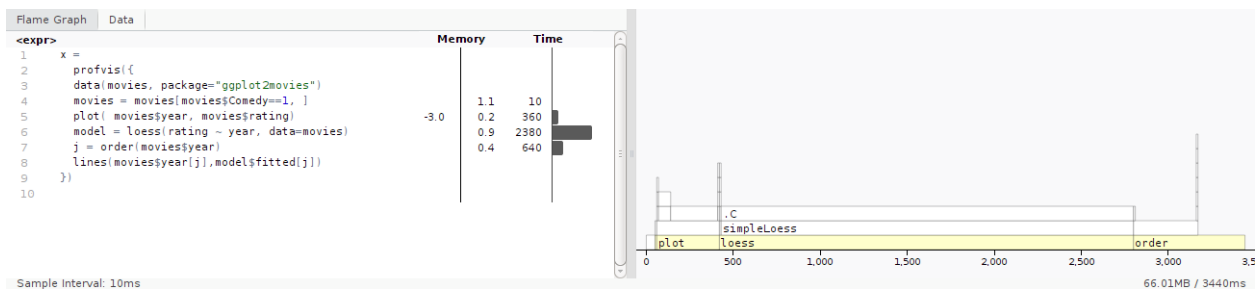 Flame Graph Data
<expr> Memory Time
1 x =
2 profvis({
3 data(movies, package="ggplot2movies")
4 movies = movies[movies$Comedy==1, ] 1.1 10
5 plot( movies$year, movies$rating) -3.0 0.2 360
6 model = loess(rating ~ year, data=movies) 0.9 2380
7 j = order(movies$year) 0.4 640
8 lines(movies$year[j],model$fitted[j])
9 })
10
.C
simpleLoess
plot loess order
0 500 1,000 1,500 2,000 2,500 3,000 3,5
Sample Interval: 10ms 66.01MB / 3440ms